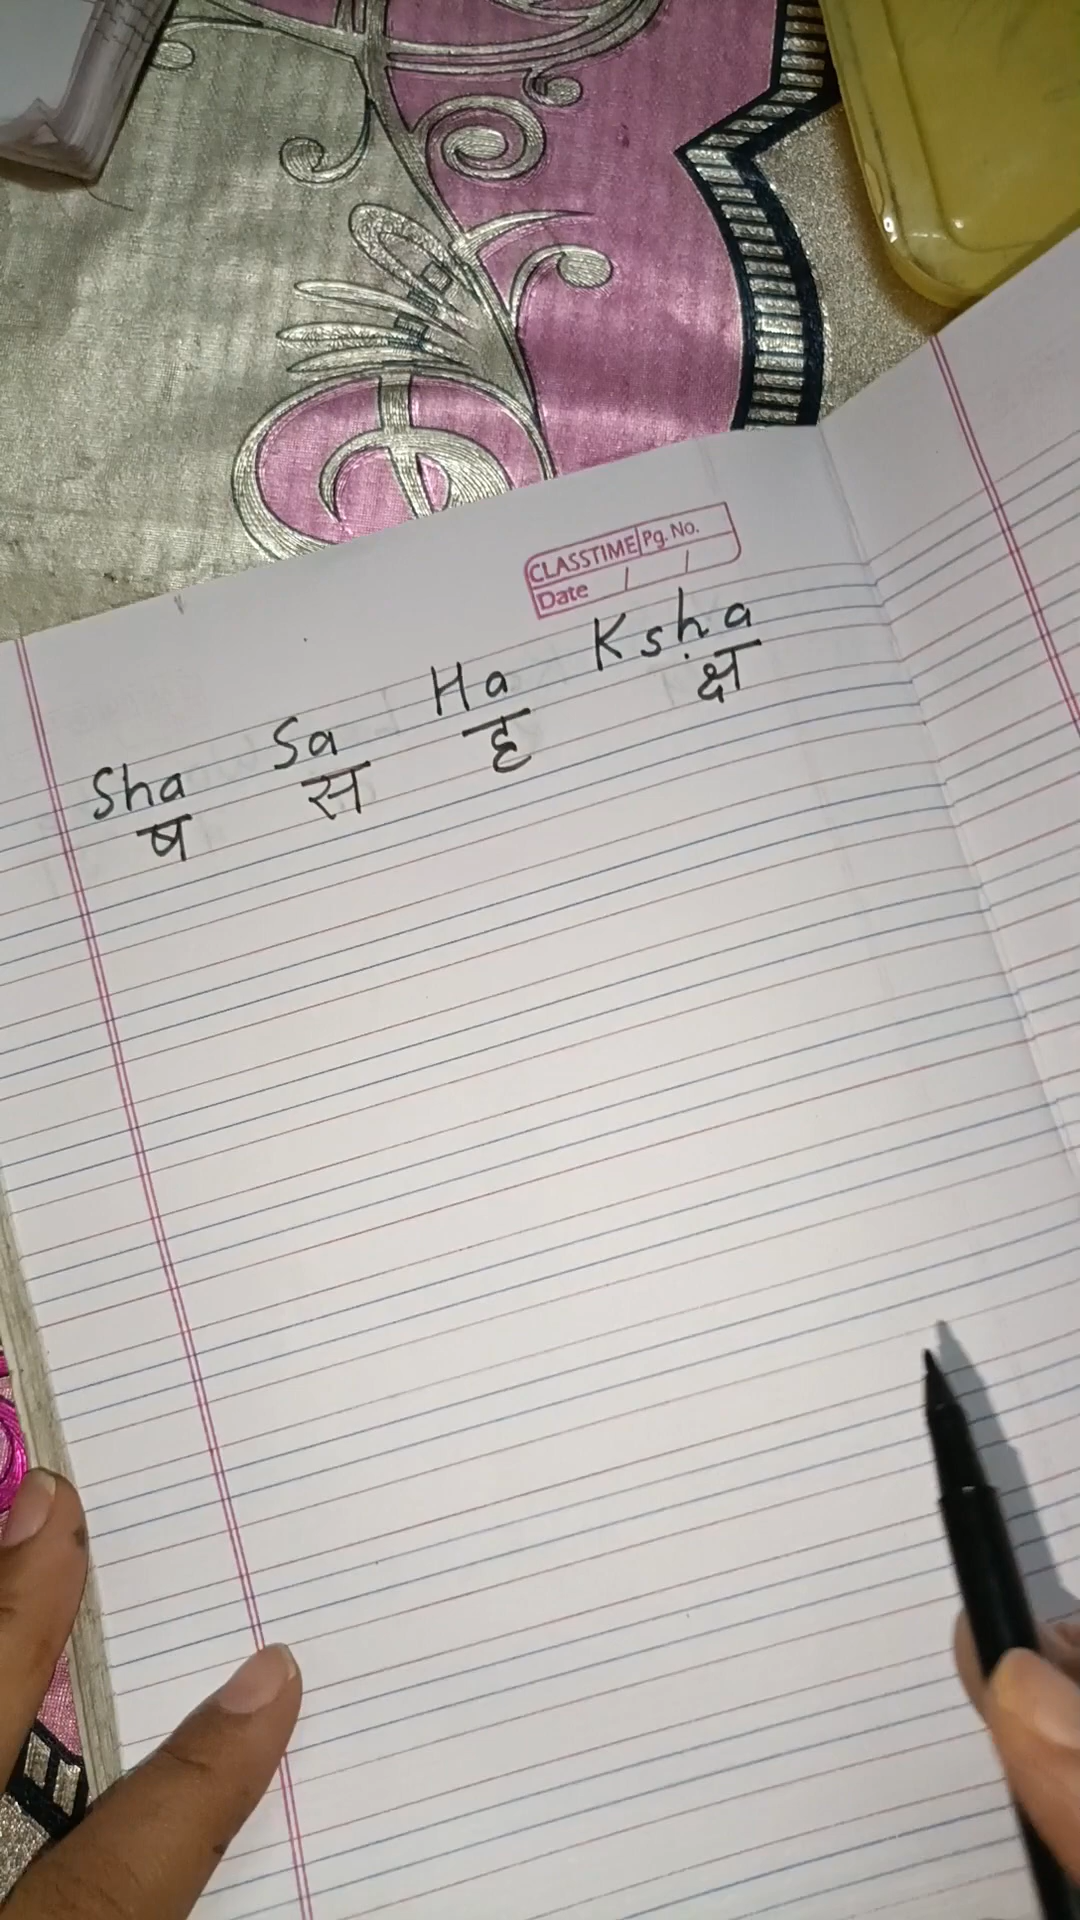 CLASSTIME Pg. No.
Date / /
Sha Sa Ha Ksha
ष स ह क्ष